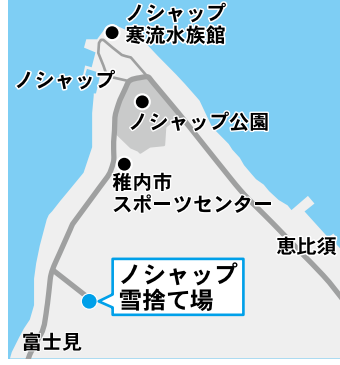 ノシャップ
寒流水族館
ノシャップ
ノシャップ公園
稚内市
スポーツセンター
恵比須
ノシャップ
雪捨て場
富士見